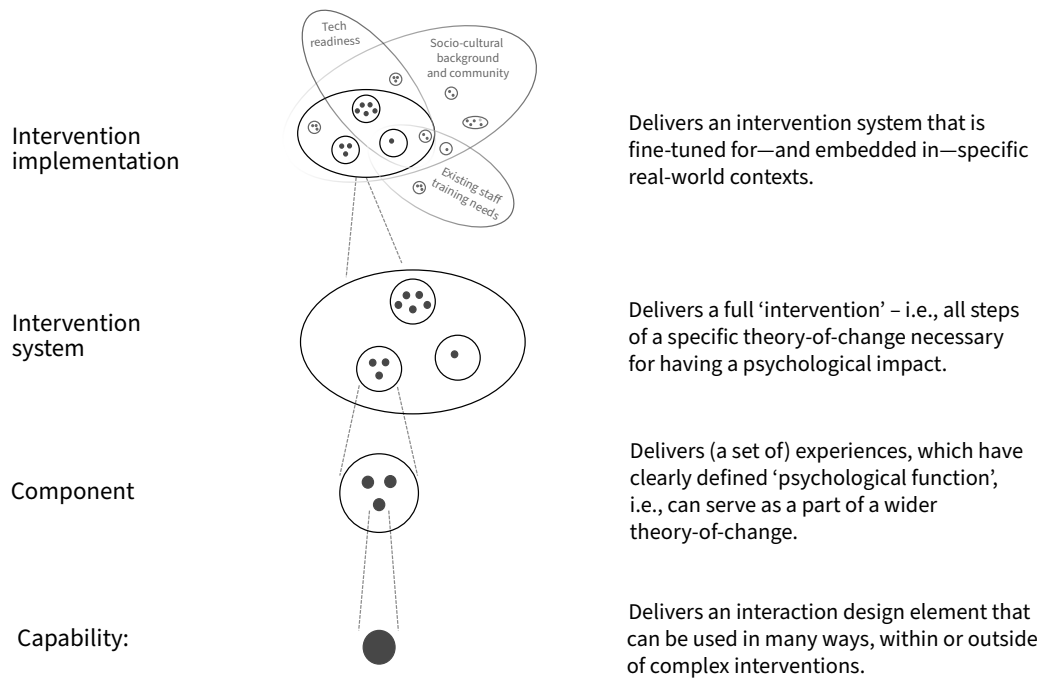 Tech
readiness
Socio-cultural
background
and community
Existing staff
training needs
Intervention
implementation
Delivers an intervention system that is
fine-tuned for—and embedded in—specific
real-world contexts.
Intervention
system
Delivers a full ‘intervention’ – i.e., all steps
of a specific theory-of-change necessary
for having a psychological impact.
Component
Delivers (a set of) experiences, which have
clearly defined ‘psychological function’,
i.e., can serve as a part of a wider
theory-of-change.
Capability:
Delivers an interaction design element that
can be used in many ways, within or outside
of complex interventions.